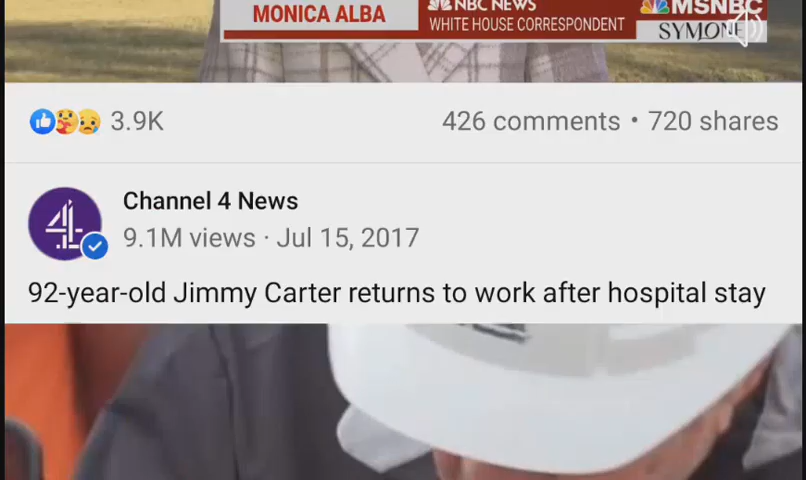 MONICA ALBA
NBC NEWS
WHITE HOUSE CORRESPONDENT
MSNBC
SYMONE
3.9K
426 comments • 720 shares
Channel 4 News
9.1M views · Jul 15, 2017
92-year-old Jimmy Carter returns to work after hospital stay